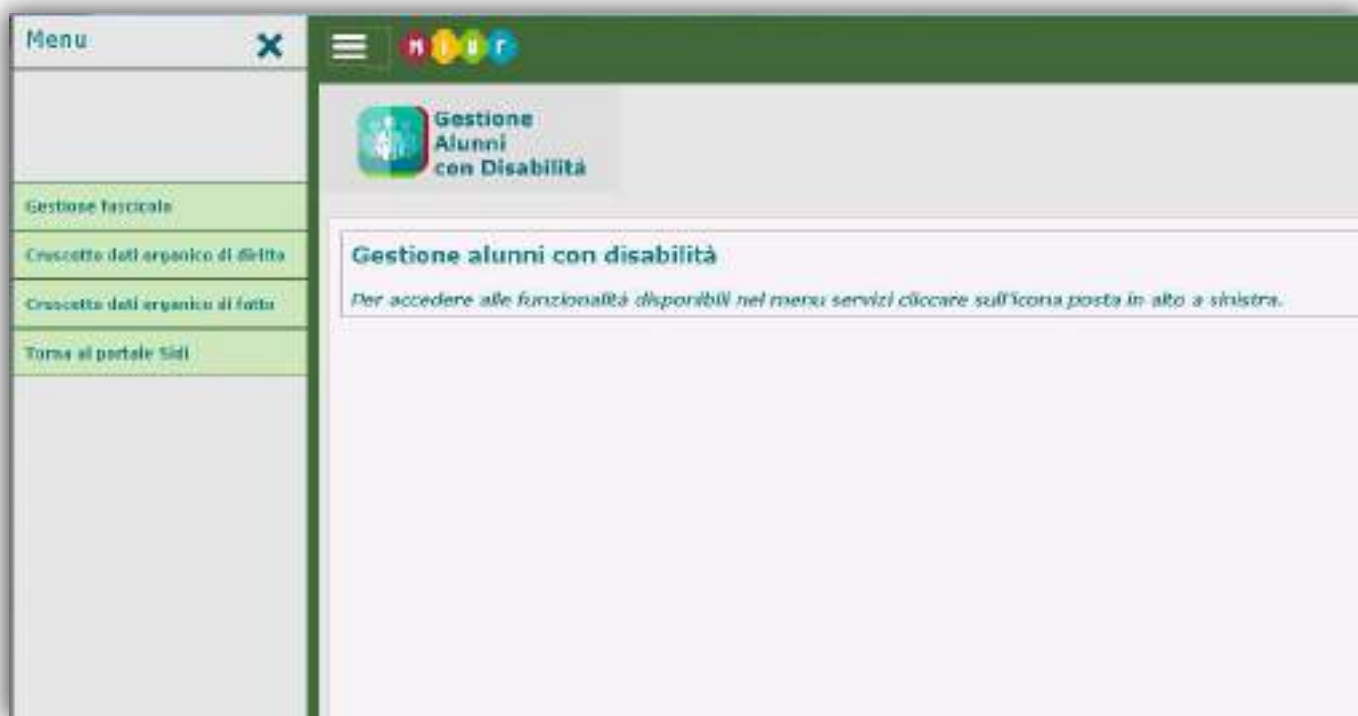 Menu
miur
Gestione
Alunni
con Disabilità
Gestione fascicolo
Cruscotto dati organico di diritto
Cruscotto dati organico di fatto
Torna al portale Sidi
Gestione alunni con disabilità
Per accedere alle funzionalità disponibili nel menu servizi cliccare sull'icona posta in alto a sinistra.